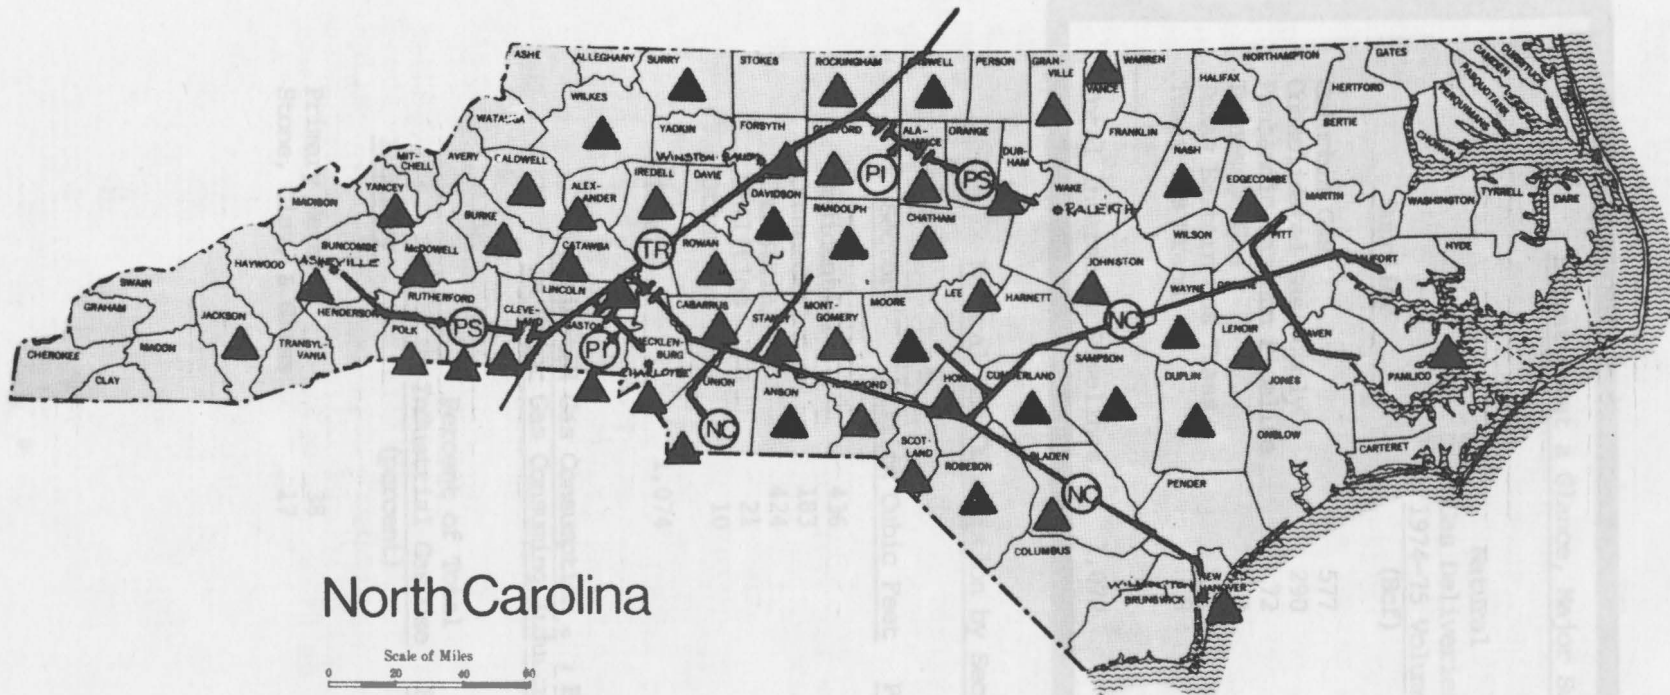 ASHE
ALLEGHANY
SURRY
STOKES
ROCKINGHAM
PERSON
GRAN-
VILLE
VANCE
WARREN
NORTHAMPTON
GATES
CAMDEN
CURRITUCK
PASQUOTANK
PERQUIMANS
CHOWAN
HALIFAX
HERTFORD
BERTIE
WILKES
WATAUGA
YADKIN
FORSYTH
ALA-
MANCE
ORANGE
DUR-
HAM
FRANKLIN
NASH
MIT-
CHELL
AVERY
WINSTON-SALEM
DAVIE
IREDELL
ALEX-
ANDER
YANCEY
MADISON
BURKE
DAVIDSON
RANDOLPH
CHATHAM
WAKE
RALEIGH
EDGECOMBE
MARTIN
WASHINGTON
TYRRELL
DARE
PI
PS
BUNCOMBE
ASHEVILLE
McDOWELL
CATAWBA
TR
ROWAN
WILSON
PITT
HYDE
HAYWOOD
SWAIN
GRAHAM
JACKSON
HENDERSON
RUTHERFORD
POLK
PS
CLEVE-
LAND
LINCOLN
GASTON
PI
CABARRUS
MONT-
GOMERY
MOORE
LEE
HARNETT
JOHNSTON
WAYNE
NC
LENOIR
CRAVEN
PAMLICO
CHEROKEE
MACON
CLAY
TRANSYL-
VANIA
MECKLEN-
BURG
CHARLOTTE
UNION
ANSON
RICHMOND
HOKE
CUMBERLAND
SAMPSON
DUPLIN
JONES
ONSLOW
CARTERET
NC
SCOT-
LAND
ROBESON
BLADEN
NC
PENDER
COLUMBUS
WILMINGTON
NEW
HANOVER
BRUNSWICK
North Carolina
Scale of Miles
0 20 40 60